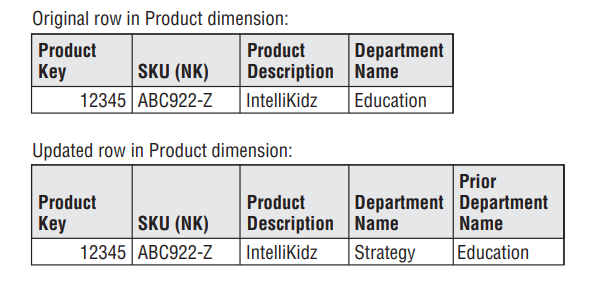 Original row in Product dimension:
Product Key SKU (NK) Product Description Department Name
12345 ABC922-Z IntelliKidz Education
Updated row in Product dimension:
Product Key SKU (NK) Product Description Department Name Prior Department Name
12345 ABC922-Z IntelliKidz Strategy Education